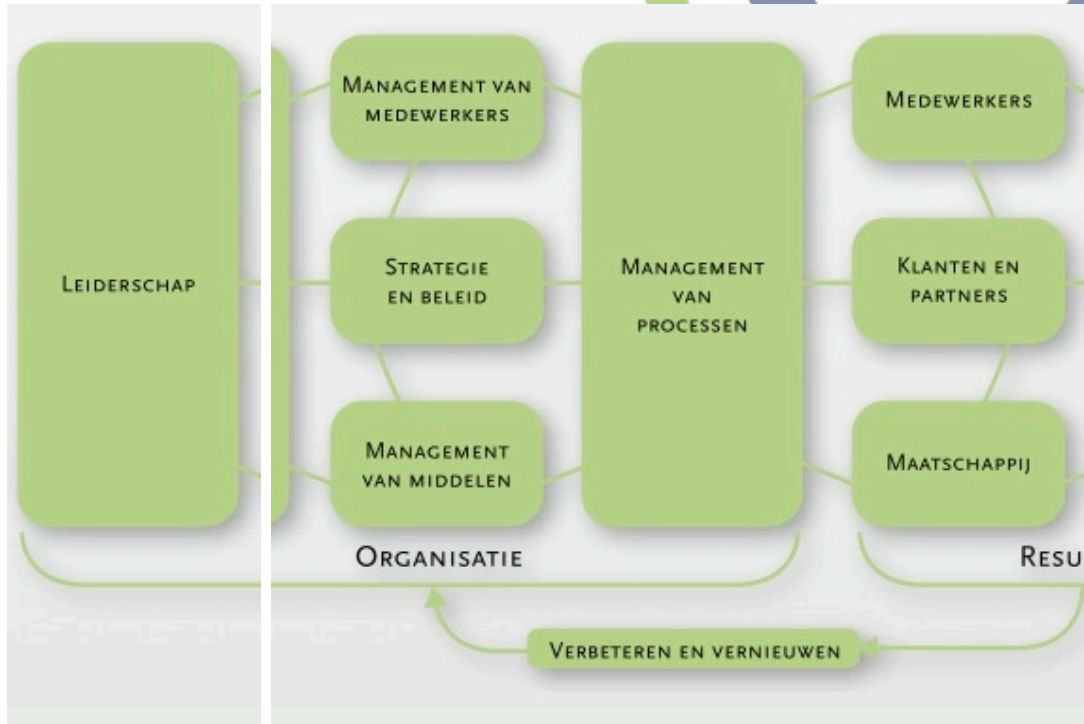 Leiderschap
Management van
medewerkers
Strategie
en beleid
Management
van middelen
Management
van
processen
Medewerkers
Klanten en
partners
Maatschappij
Organisatie
Resu
Verbeteren en vernieuwen